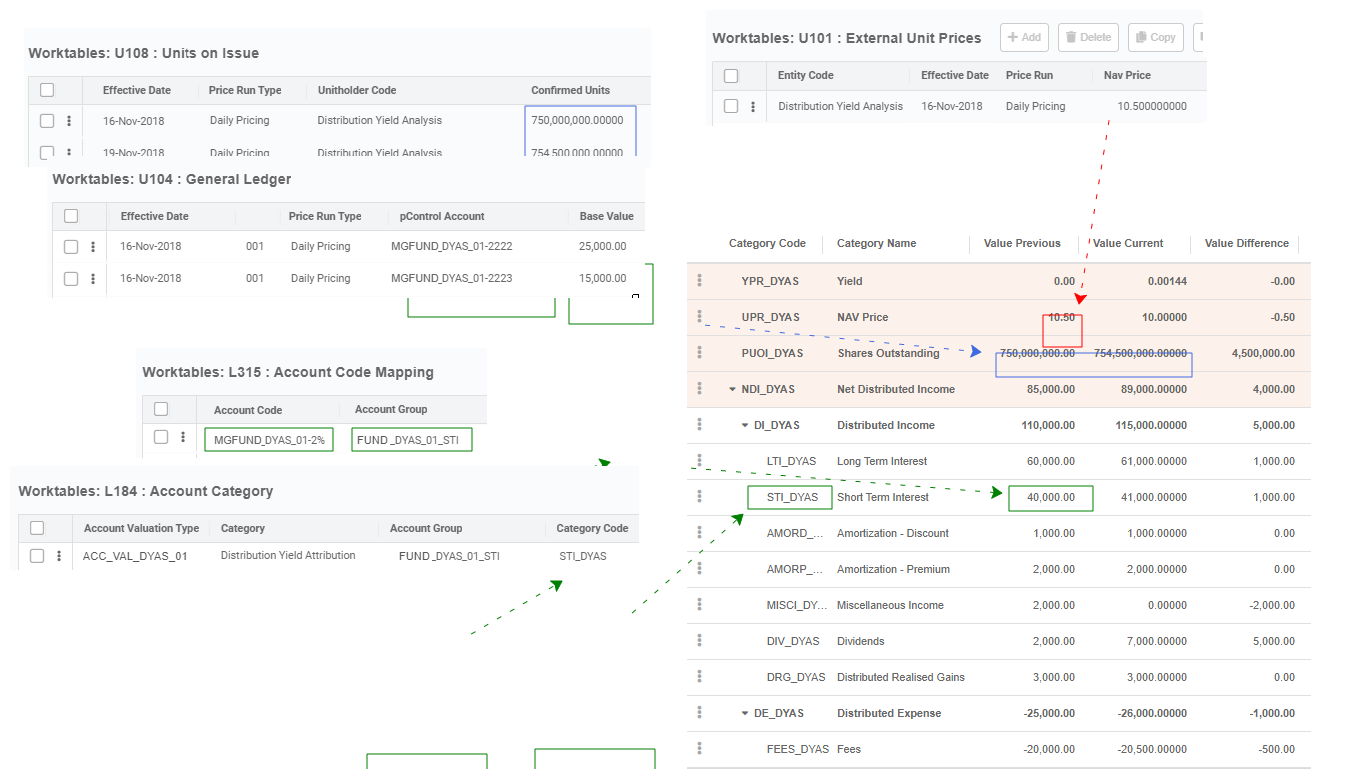 Worktables: U108 : Units on Issue
Effective Date Price Run Type Unitholder Code Confirmed Units
16-Nov-2018 Daily Pricing Distribution Yield Analysis 750,000,000.00000
19-Nov-2018 Daily Pricing Distribution Yield Analysis 754,500,000.00000
Worktables: U104 : General Ledger
Effective Date Price Run Type pControl Account Base Value
16-Nov-2018 001 Daily Pricing MGFUND_DYAS_01-2222 25,000.00
16-Nov-2018 001 Daily Pricing MGFUND_DYAS_01-2223 15,000.00
Worktables: L315 : Account Code Mapping
Account Code Account Group
MGFUND_DYAS_01-2% FUND _DYAS_01_STI
Worktables: L184 : Account Category
Account Valuation Type Category Account Group Category Code
ACC_VAL_DYAS_01 Distribution Yield Attribution FUND _DYAS_01_STI STI_DYAS
Worktables: U101 : External Unit Prices
Add Delete Copy
Entity Code Effective Date Price Run Nav Price
Distribution Yield Analysis 16-Nov-2018 Daily Pricing 10.500000000
Category Code Category Name Value Previous Value Current Value Difference
YPR_DYAS Yield 0.00 0.00144 -0.00
UPR_DYAS NAV Price 10.50 10.00000 -0.50
PUOI_DYAS Shares Outstanding 750,000,000.00 754,500,000.00000 4,500,000.00
NDI_DYAS Net Distributed Income 85,000.00 89,000.00000 4,000.00
DI_DYAS Distributed Income 110,000.00 115,000.00000 5,000.00
LTI_DYAS Long Term Interest 60,000.00 61,000.00000 1,000.00
STI_DYAS Short Term Interest 40,000.00 41,000.00000 1,000.00
AMORD_... Amortization - Discount 1,000.00 1,000.00000 0.00
AMORP_... Amortization - Premium 2,000.00 2,000.00000 0.00
MISCI_DY... Miscellaneous Income 2,000.00 0.00000 -2,000.00
DIV_DYAS Dividends 2,000.00 7,000.00000 5,000.00
DRG_DYAS Distributed Realised Gains 3,000.00 3,000.00000 0.00
DE_DYAS Distributed Expense -25,000.00 -26,000.00000 -1,000.00
FEES_DYAS Fees -20,000.00 -20,500.00000 -500.00